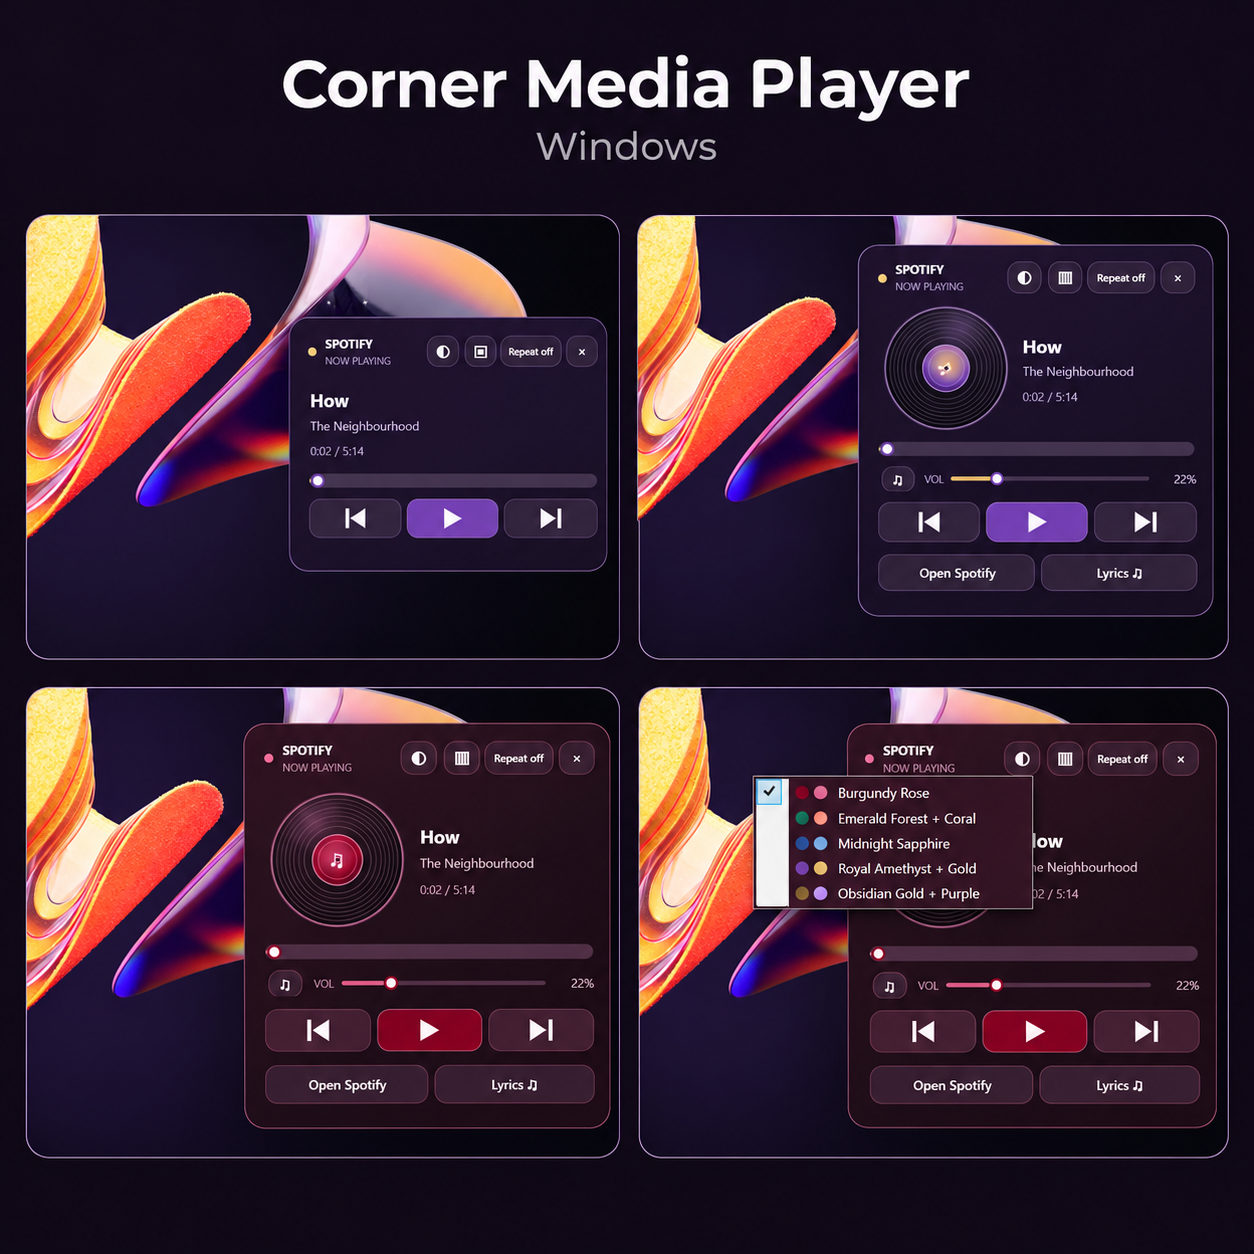 Corner Media Player
Windows
SPOTIFY
NOW PLAYING
Repeat off
×
How
The Neighbourhood
0:02 / 5:14
SPOTIFY
NOW PLAYING
Repeat off
×
How
The Neighbourhood
0:02 / 5:14
VOL
22%
Open Spotify
Lyrics ♫
SPOTIFY
NOW PLAYING
Repeat off
×
How
The Neighbourhood
0:02 / 5:14
VOL
22%
Open Spotify
Lyrics ♫
SPOTIFY
NOW PLAYING
Repeat off
×
Burgundy Rose
Emerald Forest + Coral
Midnight Sapphire
Royal Amethyst + Gold
Obsidian Gold + Purple
low
Neighbourhood
/ 5:14
VOL
22%
Open Spotify
Lyrics ♫